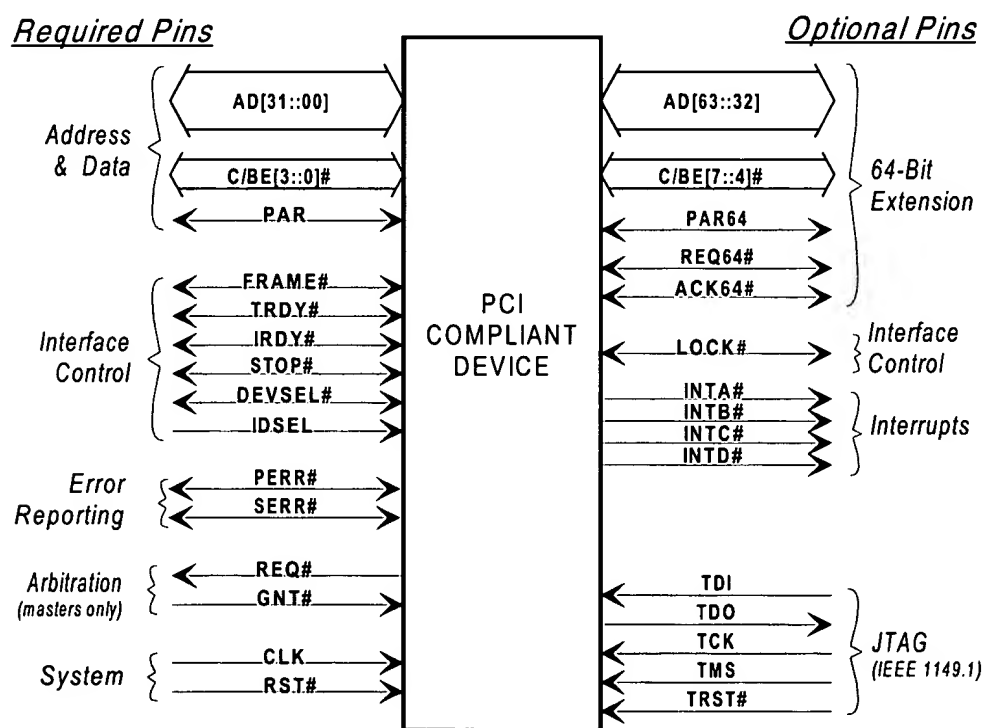 Required Pins
Address
& Data
AD[31::00]
C/BE[3::0]#
PAR
Interface
Control
FRAME#
TRDY#
IRDY#
STOP#
DEVSEL#
IDSEL
Error
Reporting
PERR#
SERR#
Arbitration
(masters only)
REQ#
GNT#
System
CLK
RST#
PCI
COMPLIANT
DEVICE
Optional Pins
AD[63::32]
C/BE[7::4]#
PAR64
REQ64#
ACK64#
64-Bit
Extension
LOCK#
Interface
Control
INTA#
INTB#
INTC#
INTD#
Interrupts
TDI
TDO
TCK
TMS
TRST#
JTAG
(IEEE 1149.1)